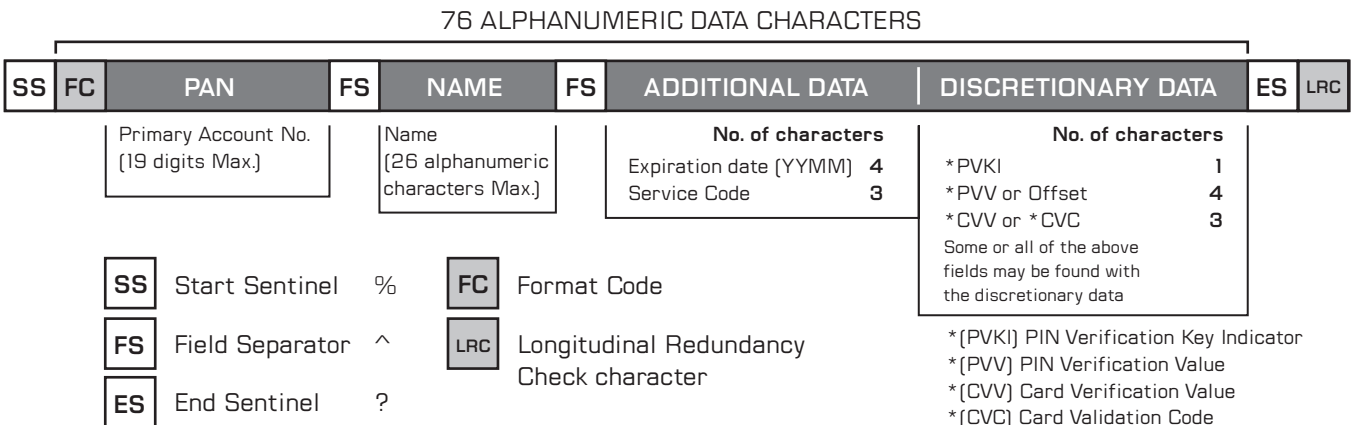 76 ALPHANUMERIC DATA CHARACTERS
SS FC PAN FS NAME FS ADDITIONAL DATA DISCRETIONARY DATA ES LRC
Primary Account No.
(19 digits Max.)
Name
(26 alphanumeric
characters Max.)
No. of characters
Expiration date (YYMM) 4
Service Code 3
No. of characters
*PVKI 1
*PVV or Offset 4
*CVV or *CVC 3
Some or all of the above
fields may be found with
the discretionary data
SS Start Sentinel %
FS Field Separator ^
ES End Sentinel ?
FC Format Code
LRC Longitudinal Redundancy
Check character
*(PVKI) PIN Verification Key Indicator
*(PVV) PIN Verification Value
*(CVV) Card Verification Value
*(CVC) Card Validation Code